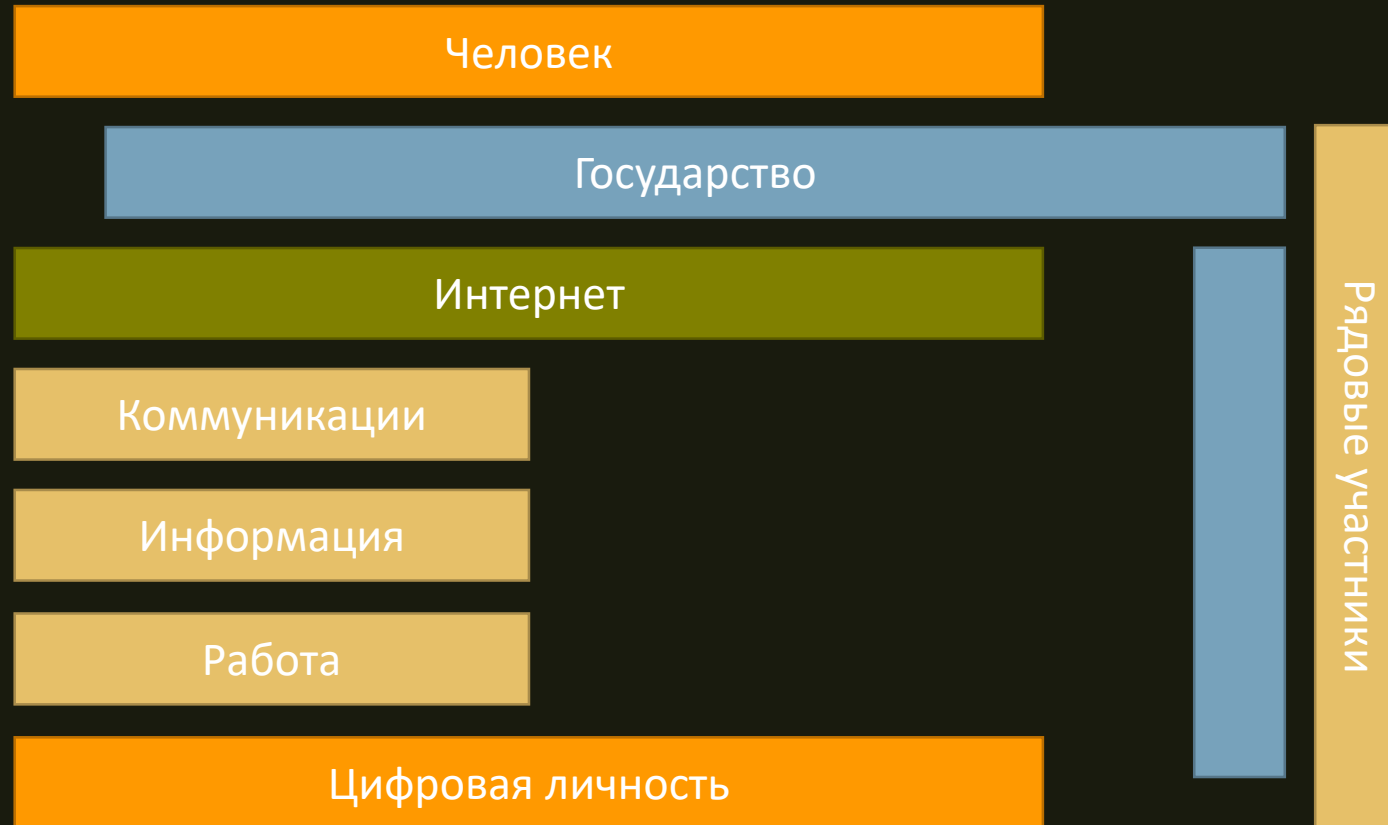 Человек
Государство
Интернет
Коммуникации
Информация
Работа
Цифровая личность
Рядовые участники